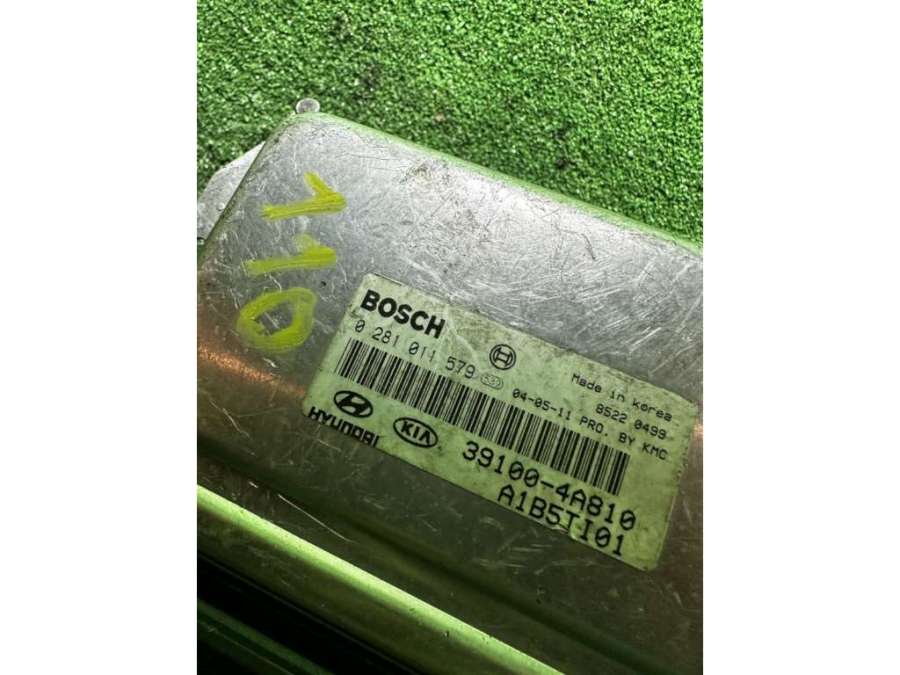 110
BOSCH
0 281 011 579
Made in Korea
8522 0499
04-05-11 PRO. BY KMC
HYUNDAI
KIA
39100-4A810
A1B5TI01